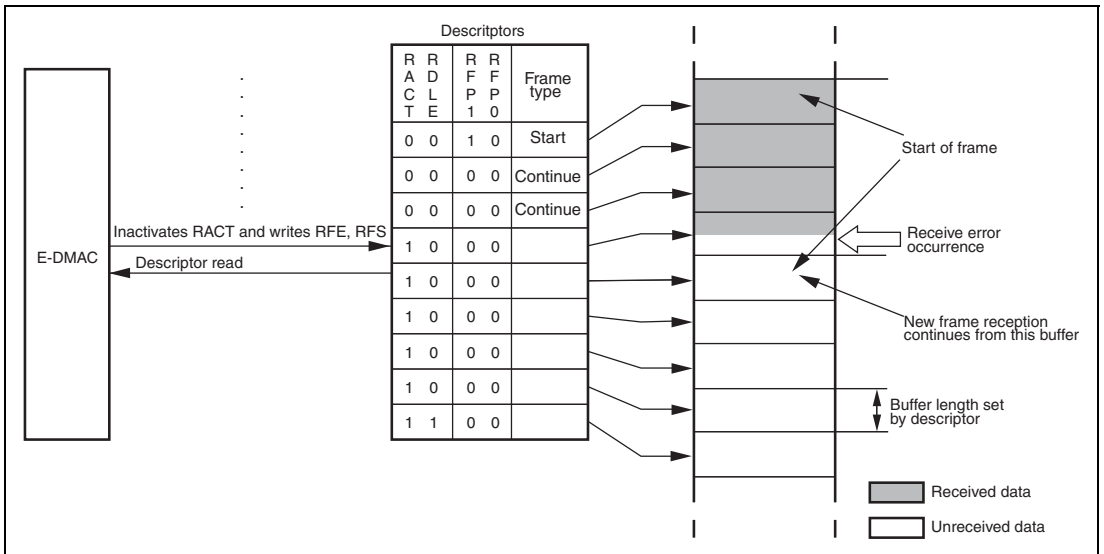 Descritptors
R R R R
A D F F Frame
C L P P type
T E 1 0
0 0 1 0 Start
0 0 0 0 Continue
0 0 0 0 Continue
1 0 0 0
1 0 0 0
1 0 0 0
1 0 0 0
1 0 0 0
1 1 0 0
E-DMAC
Inactivates RACT and writes RFE, RFS
Descriptor read
Start of frame
Receive error
occurrence
New frame reception
continues from this buffer
Buffer length set
by descriptor
Received data
Unreceived data